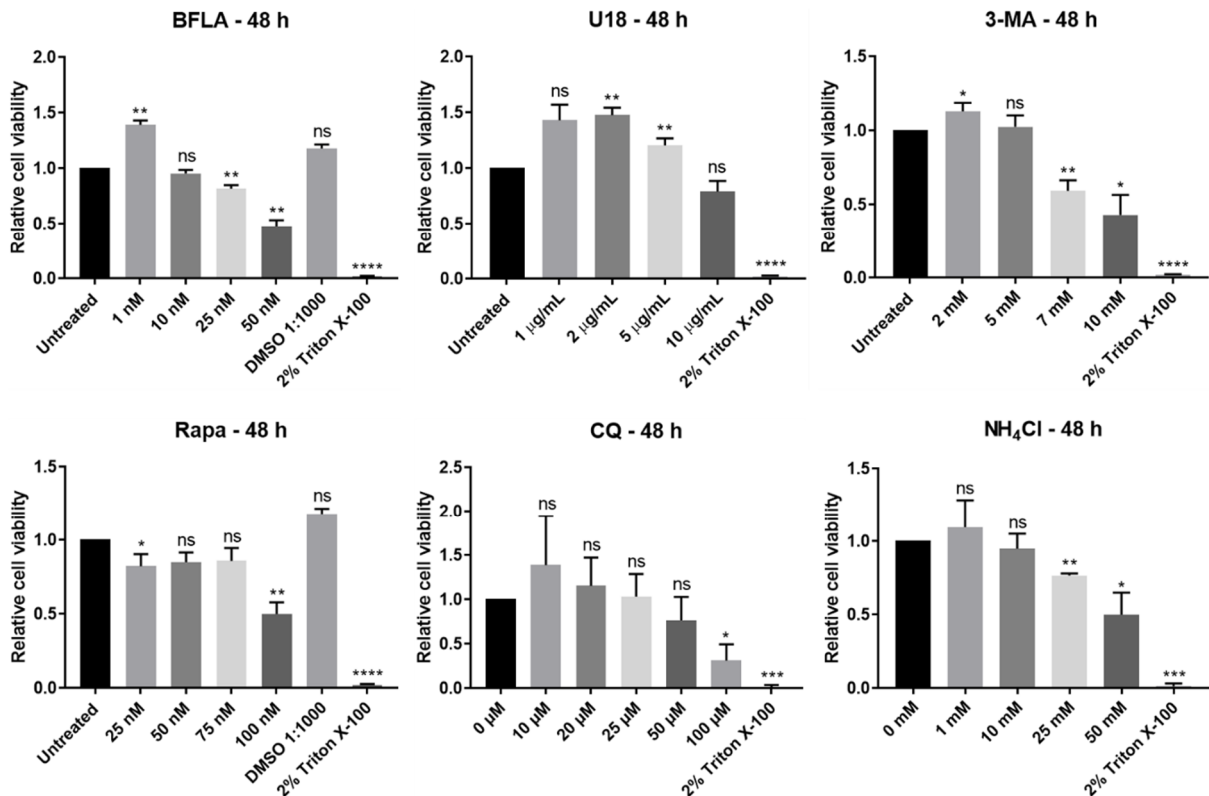 BFLA - 48 h
Relative cell viability
2.0
1.5
1.0
0.5
0.0
**
ns
**
**
ns
****
Untreated
1 nM
10 nM
25 nM
50 nM
DMSO 1:1000
2% Triton X-100
U18 - 48 h
Relative cell viability
2.0
1.5
1.0
0.5
0.0
ns
**
**
ns
****
Untreated
1 μg/mL
2 μg/mL
5 μg/mL
10 μg/mL
2% Triton X-100
3-MA - 48 h
Relative cell viability
1.5
1.0
0.5
0.0
*
ns
**
*
****
Untreated
2 mM
5 mM
7 mM
10 mM
2% Triton X-100
Rapa - 48 h
Relative cell viability
1.5
1.0
0.5
0.0
*
ns
ns
**
ns
****
Untreated
25 nM
50 nM
75 nM
100 nM
DMSO 1:1000
2% Triton X-100
CQ - 48 h
Relative cell viability
2.5
2.0
1.5
1.0
0.5
0.0
ns
ns
ns
ns
*
***
0 µM
10 µM
20 µM
25 µM
50 µM
100 µM
2% Triton X-100
NH₄Cl - 48 h
Relative cell viability
1.5
1.0
0.5
0.0
ns
ns
**
*
***
0 mM
1 mM
10 mM
25 mM
50 mM
2% Triton X-100